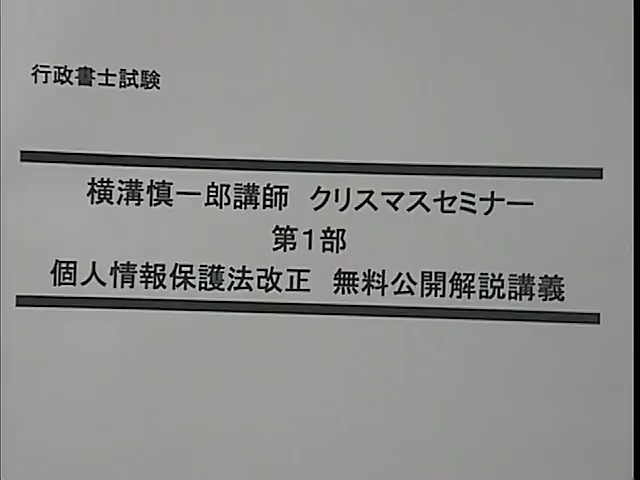 行政書士試験
横溝慎一郎講師 クリスマスセミナー
第1部
個人情報保護法改正 無料公開解説講義